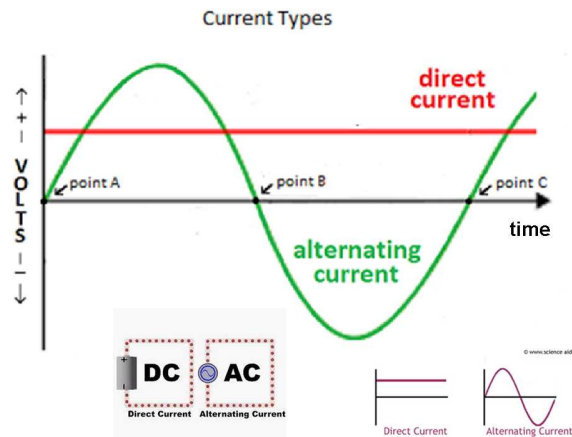 Current Types
direct
current
+
VOLTS
point A
point B
point C
time
alternating
current
+
DC
AC
Direct Current
Alternating Current
© www.science aid
Direct Current
Alternating Current